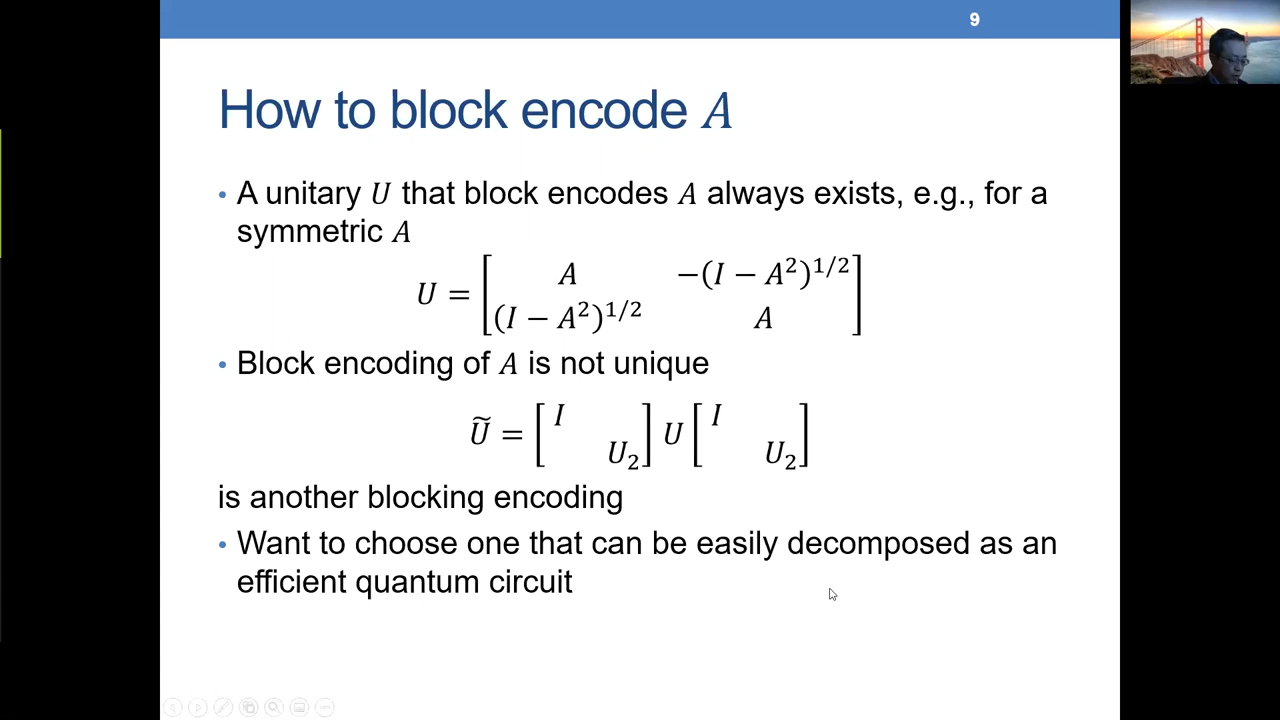 9
How to block encode 𝐴
• A unitary 𝑈 that block encodes 𝐴 always exists, e.g., for a
symmetric 𝐴
𝑈 = [ 𝐴 −(𝐼 − 𝐴²)^{1/2}
(𝐼 − 𝐴²)^{1/2} 𝐴 ]
• Block encoding of 𝐴 is not unique
𝑈̃ = [ 𝐼 𝑈₂ ] 𝑈 [ 𝐼 𝑈₂ ]
is another blocking encoding
• Want to choose one that can be easily decomposed as an
efficient quantum circuit